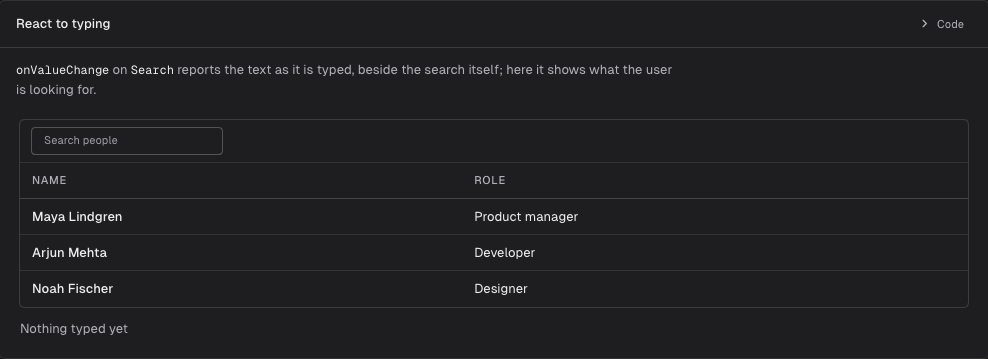 React to typing
Code
onValueChange on Search reports the text as it is typed, beside the search itself; here it shows what the user
is looking for.
Search people
NAME ROLE
Maya Lindgren Product manager
Arjun Mehta Developer
Noah Fischer Designer
Nothing typed yet